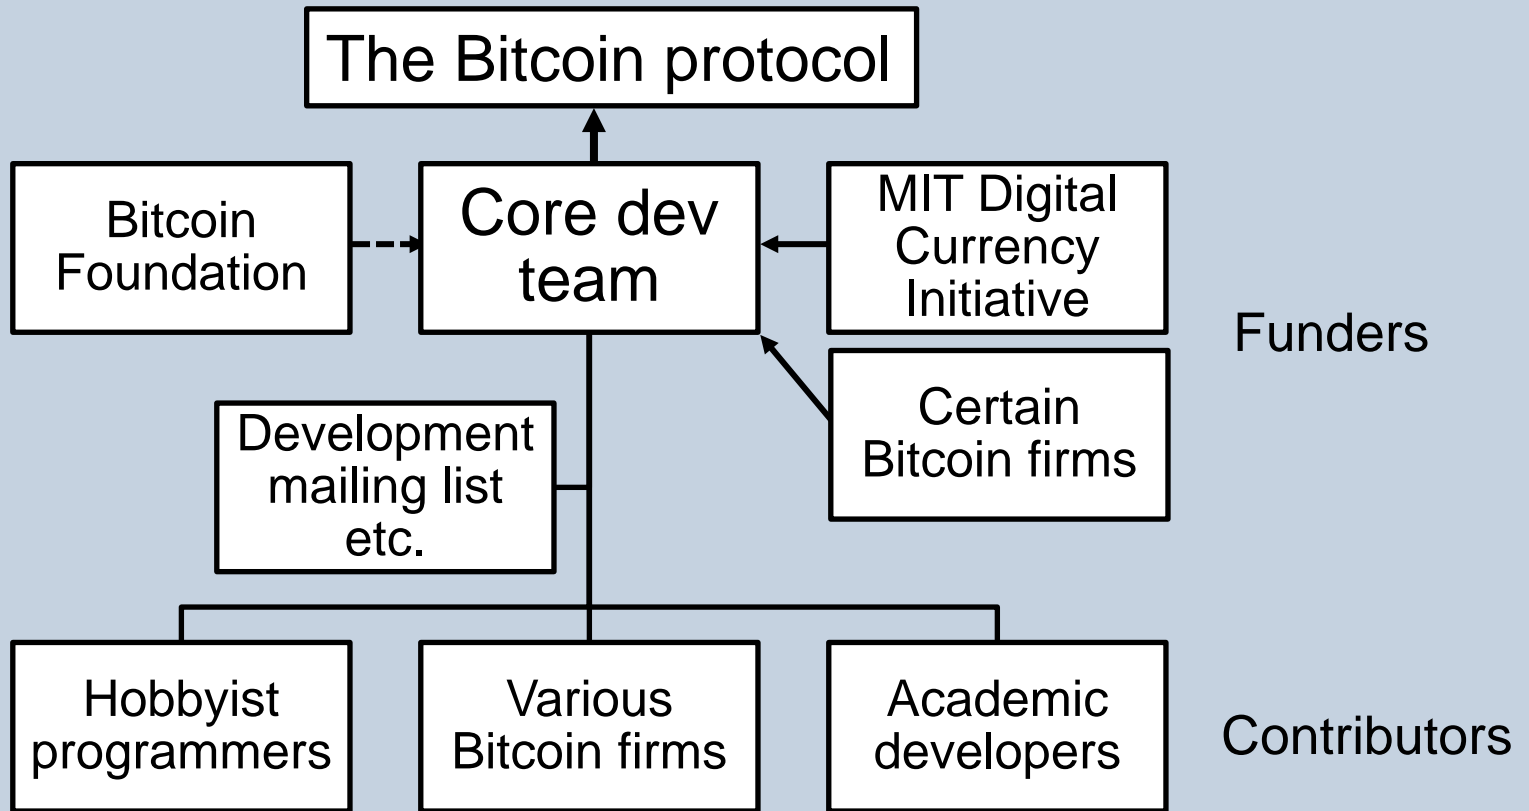 The Bitcoin protocol
Bitcoin
Foundation
Core dev
team
MIT Digital
Currency
Initiative
Funders
Certain
Bitcoin firms
Development
mailing list
etc.
Hobbyist
programmers
Various
Bitcoin firms
Academic
developers
Contributors